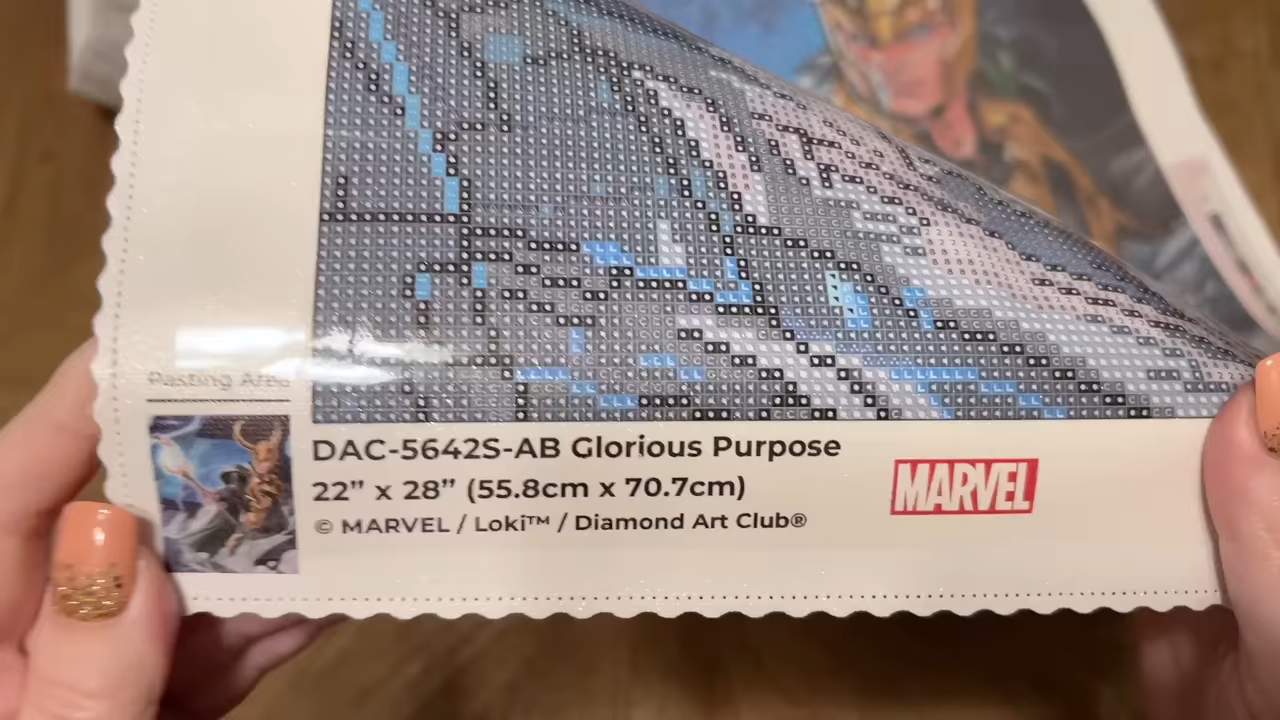 Pasting Area
DAC-5642S-AB Glorious Purpose
22” x 28” (55.8cm x 70.7cm)
© MARVEL / Loki™ / Diamond Art Club®
MARVEL